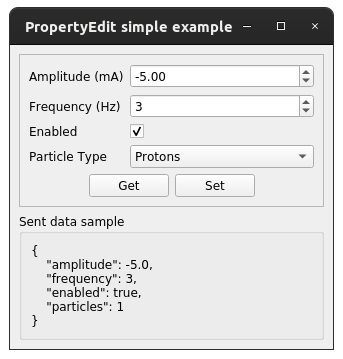 PropertyEdit simple example
Amplitude (mA) -5.00
Frequency (Hz) 3
Enabled
Particle Type Protons
Get Set
Sent data sample
{
    "amplitude": -5.0,
    "frequency": 3,
    "enabled": true,
    "particles": 1
}